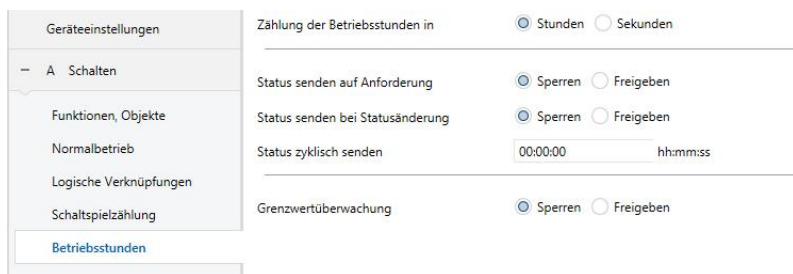 Geräteeinstellungen
− A Schalten
Funktionen, Objekte
Normalbetrieb
Logische Verknüpfungen
Schaltspielzählung
Betriebsstunden
Zählung der Betriebsstunden in Stunden Sekunden
Status senden auf Anforderung Sperren Freigeben
Status senden bei Statusänderung Sperren Freigeben
Status zyklisch senden 00:00:00 hh:mm:ss
Grenzwertüberwachung Sperren Freigeben